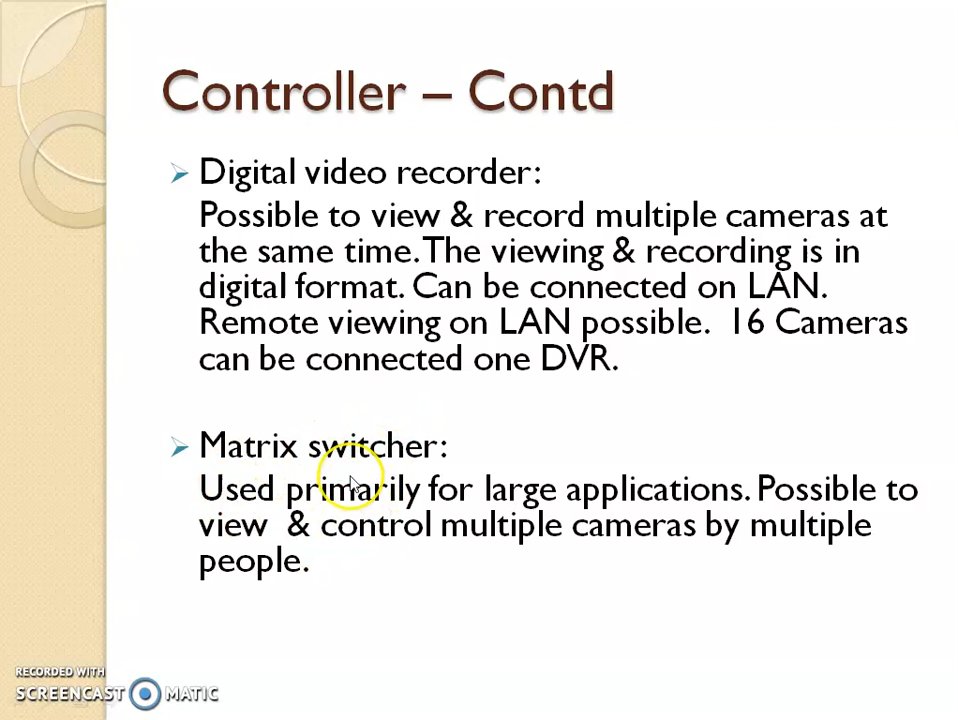 Controller – Contd
Digital video recorder:
Possible to view & record multiple cameras at
the same time. The viewing & recording is in
digital format. Can be connected on LAN.
Remote viewing on LAN possible. 16 Cameras
can be connected one DVR.
Matrix switcher:
Used primarily for large applications. Possible to
view & control multiple cameras by multiple
people.
RECORDED WITH
SCREENCAST MATIC